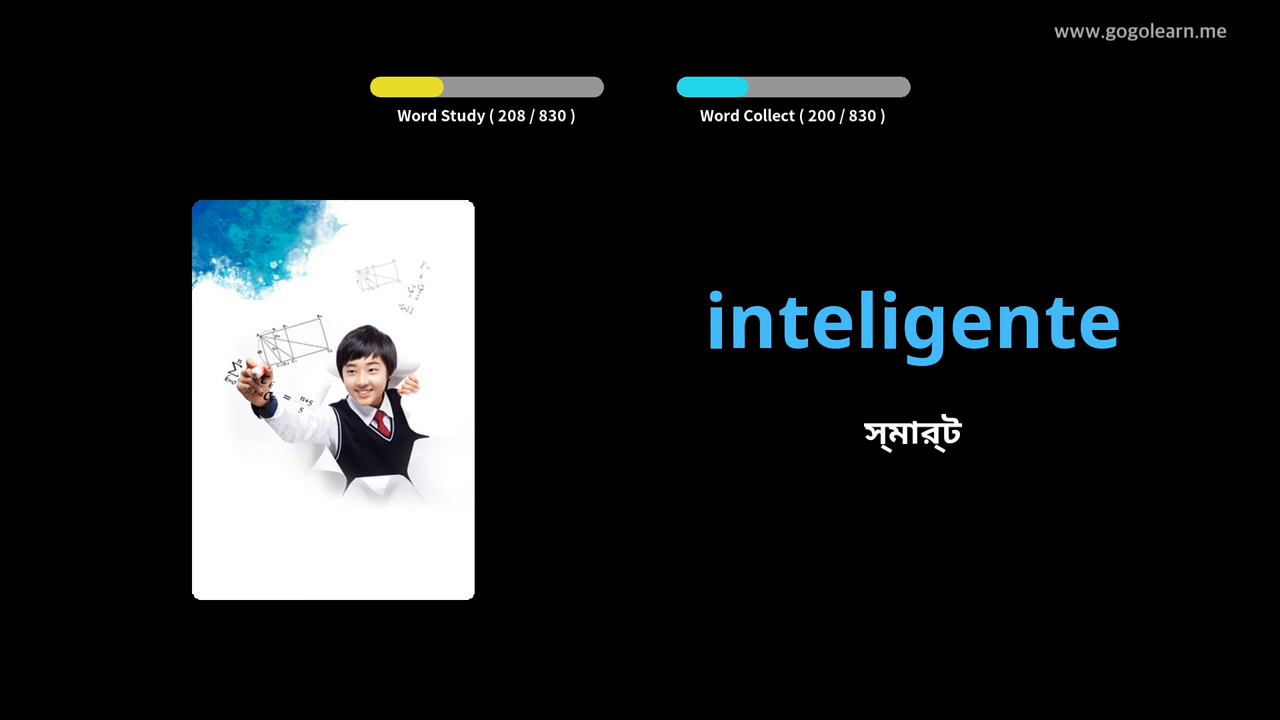 www.gogolearn.me
Word Study ( 208 / 830 )
Word Collect ( 200 / 830 )
inteligente
স্মার্ট